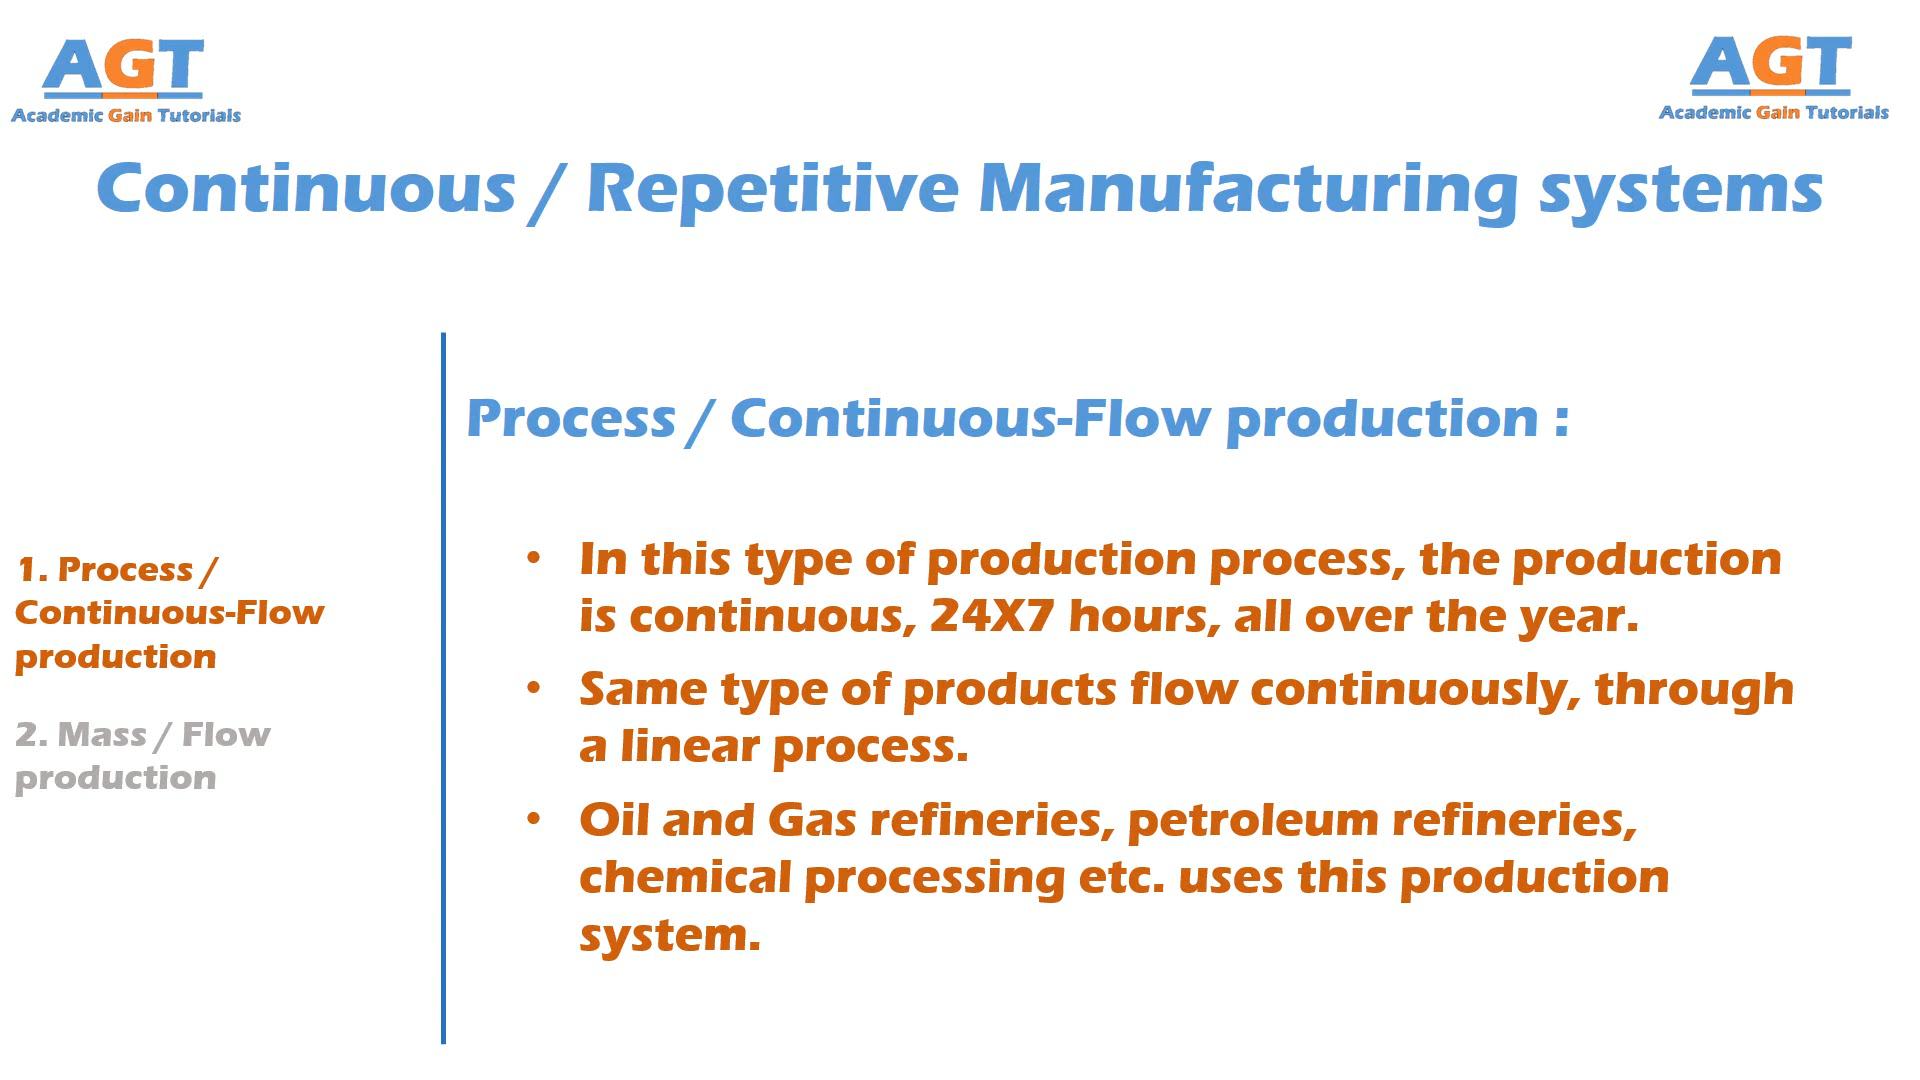 AGT
Academic Gain Tutorials
AGT
Academic Gain Tutorials
Continuous / Repetitive Manufacturing systems
1. Process /
Continuous-Flow
production
2. Mass / Flow
production
Process / Continuous-Flow production :
• In this type of production process, the production
is continuous, 24X7 hours, all over the year.
• Same type of products flow continuously, through
a linear process.
• Oil and Gas refineries, petroleum refineries,
chemical processing etc. uses this production
system.